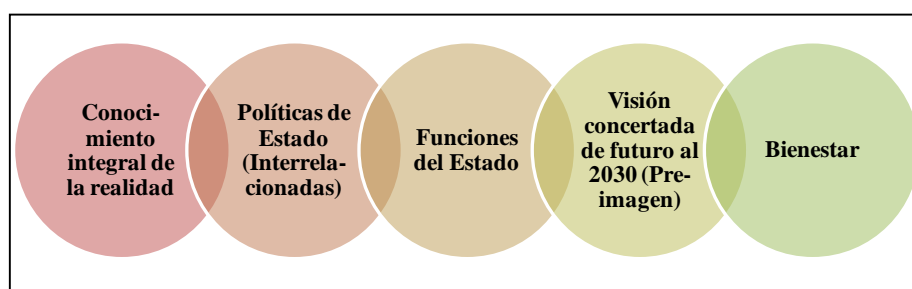 Conoci-
miento
integral de
la realidad
Políticas de
Estado
(Interrela-
cionadas)
Funciones
del Estado
Visión
concertada
de futuro al
2030 (Pre-
imagen)
Bienestar